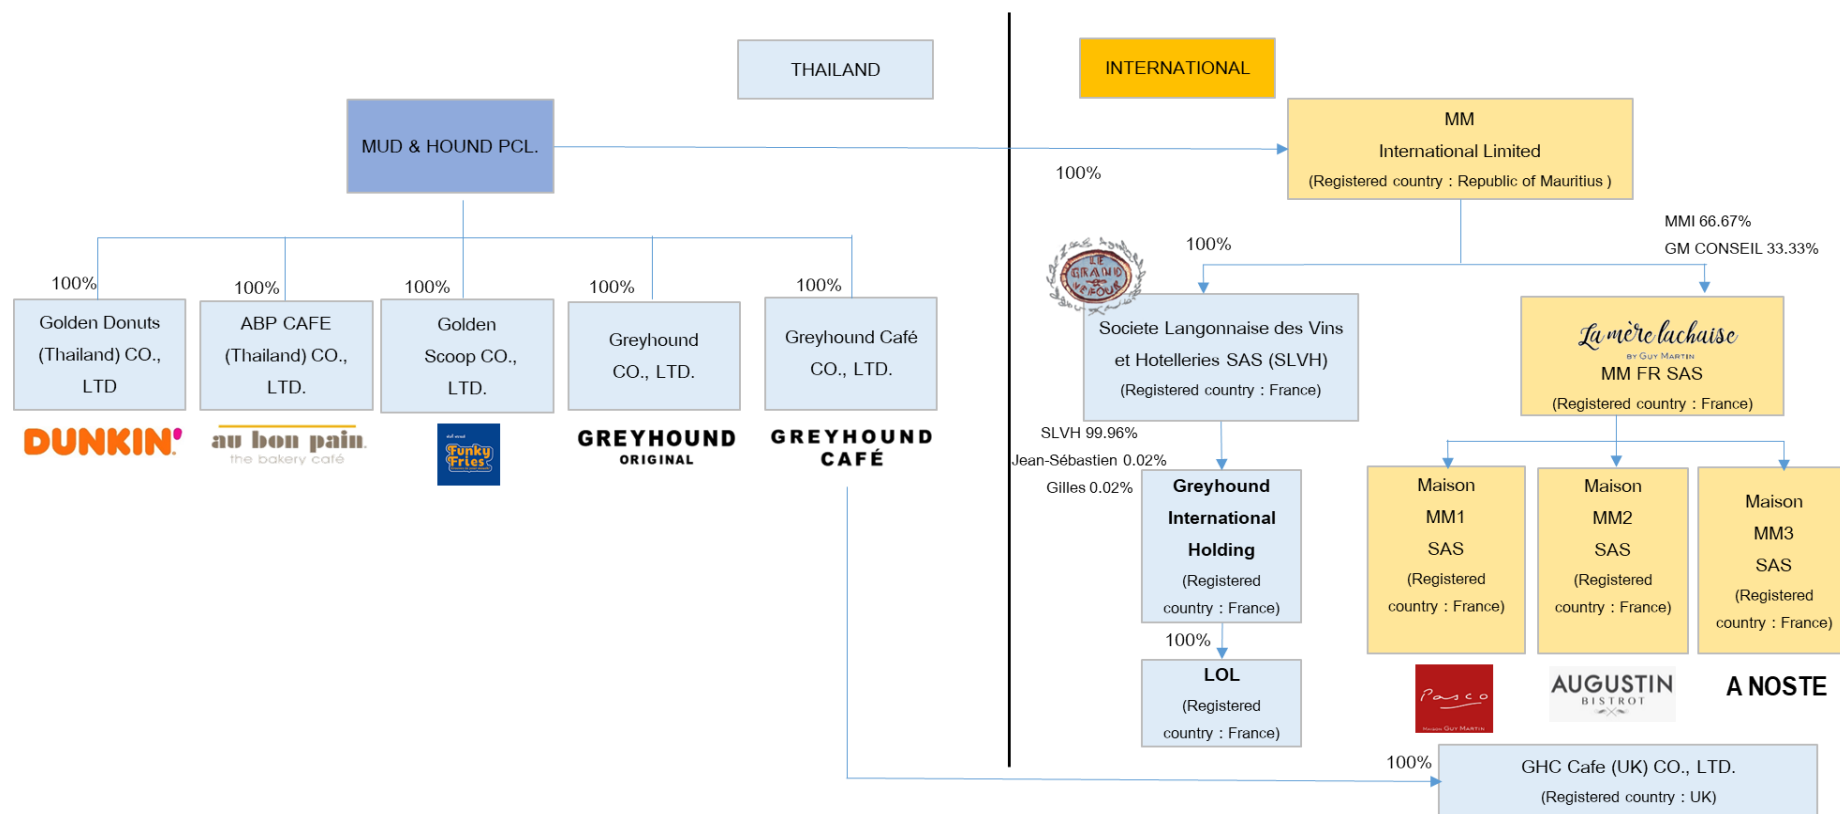 THAILAND
INTERNATIONAL
MUD & HOUND PCL.
100%
MM
International Limited
(Registered country : Republic of Mauritius )
100%
MMI 66.67%
GM CONSEIL 33.33%
100%
100%
100%
100%
100%
Golden Donuts
(Thailand) CO.,
LTD
ABP CAFE
(Thailand) CO.,
LTD.
Golden
Scoop CO.,
LTD.
Greyhound
CO., LTD.
Greyhound Café
CO., LTD.
DUNKIN'
au bon pain.
the bakery café
Funky
Fries
GREYHOUND
ORIGINAL
GREYHOUND
CAFÉ
LE
GRAND
VÉFOUR
Societe Langonnaise des Vins
et Hotelleries SAS (SLVH)
(Registered country : France)
La mère lachaise
BY GUY MARTIN
MM FR SAS
(Registered country : France)
SLVH 99.96%
Jean-Sébastien 0.02%
Gilles 0.02%
Greyhound
International
Holding
(Registered
country : France)
100%
LOL
(Registered
country : France)
Maison
MM1
SAS
(Registered
country : France)
Maison
MM2
SAS
(Registered
country : France)
Maison
MM3
SAS
(Registered
country : France)
Pasco
MAISON GUY MARTIN
AUGUSTIN
BISTROT
A NOSTE
100%
GHC Cafe (UK) CO., LTD.
(Registered country : UK)